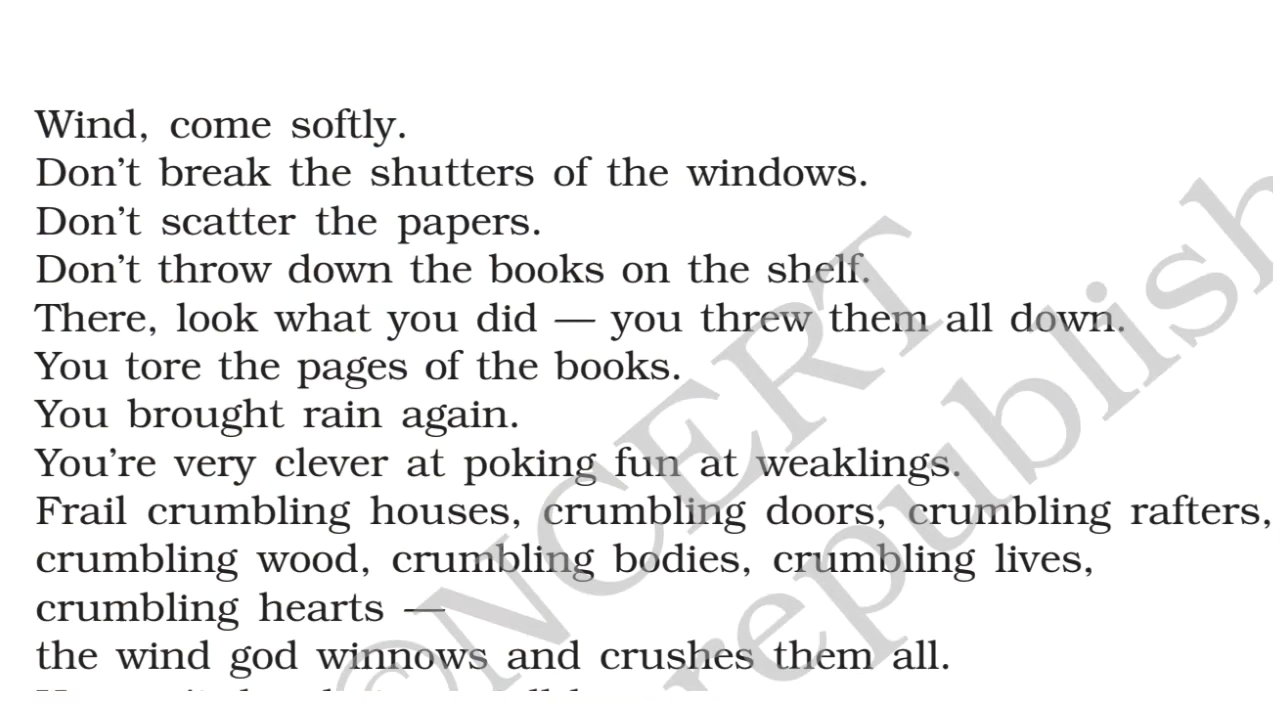 Wind, come softly.
Don’t break the shutters of the windows.
Don’t scatter the papers.
Don’t throw down the books on the shelf.
There, look what you did — you threw them all down.
You tore the pages of the books.
You brought rain again.
You’re very clever at poking fun at weaklings.
Frail crumbling houses, crumbling doors, crumbling rafters,
crumbling wood, crumbling bodies, crumbling lives,
crumbling hearts —
the wind god winnows and crushes them all.
©NCERT
republish